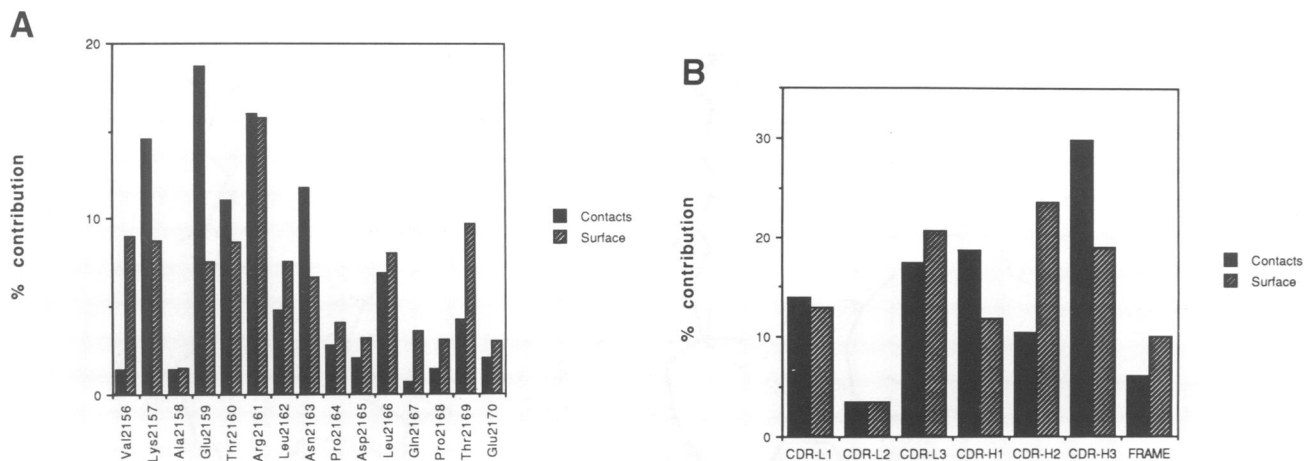 A
20
10
0
% contribution
Val2156
Lys2157
Ala2158
Glu2159
Thr2160
Arg2161
Leu2162
Asn2163
Pro2164
Asp2165
Leu2166
Gln2167
Pro2168
Thr2169
Glu2170
Contacts
Surface
B
30
20
10
0
% contribution
CDR-L1 CDR-L2 CDR-L3 CDR-H1 CDR-H2 CDR-H3 FRAME
Contacts
Surface